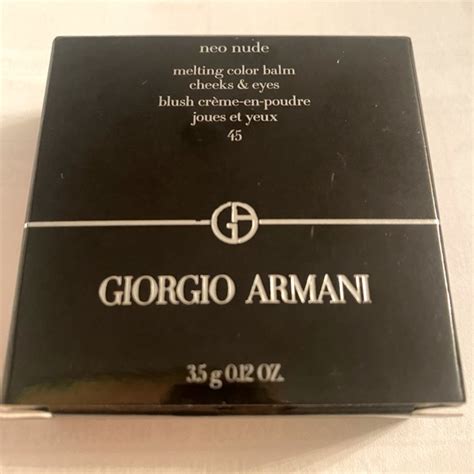 neo nude
melting color balm
cheeks & eyes
blush crème-en-poudre
joues et yeux
45
GA
GIORGIO ARMANI
3.5 g 0.12 OZ.